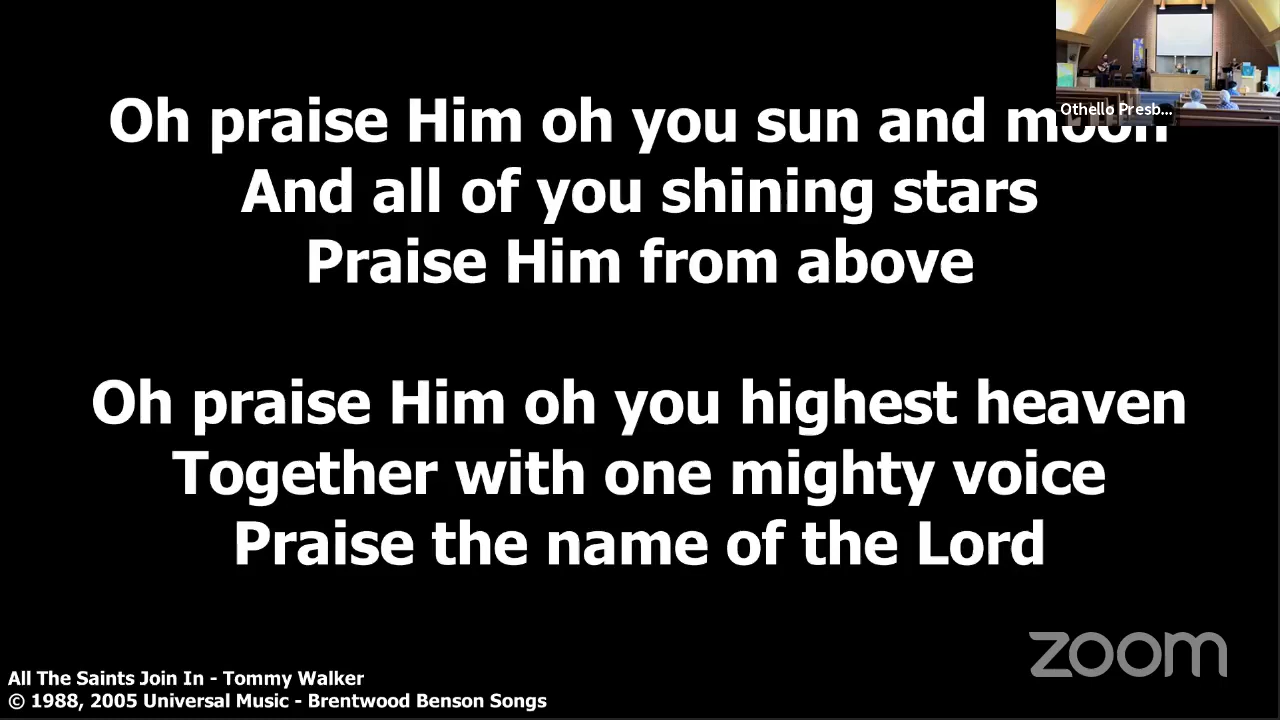 Oh praise Him oh you sun and moon
And all of you shining stars
Praise Him from above
Oh praise Him oh you highest heaven
Together with one mighty voice
Praise the name of the Lord
Othello Presb...
zoom
All The Saints Join In - Tommy Walker
© 1988, 2005 Universal Music - Brentwood Benson Songs